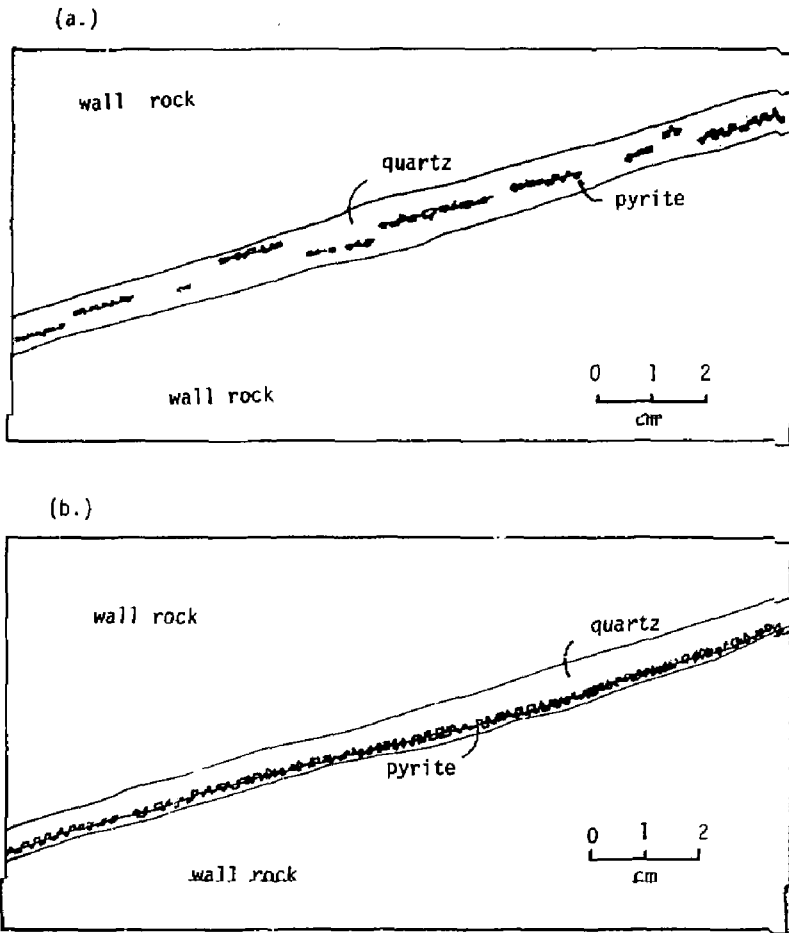 (a.)
wall rock
quartz
pyrite
wall rock
0 1 2
cm
(b.)
wall rock
quartz
pyrite
wall rock
0 1 2
cm